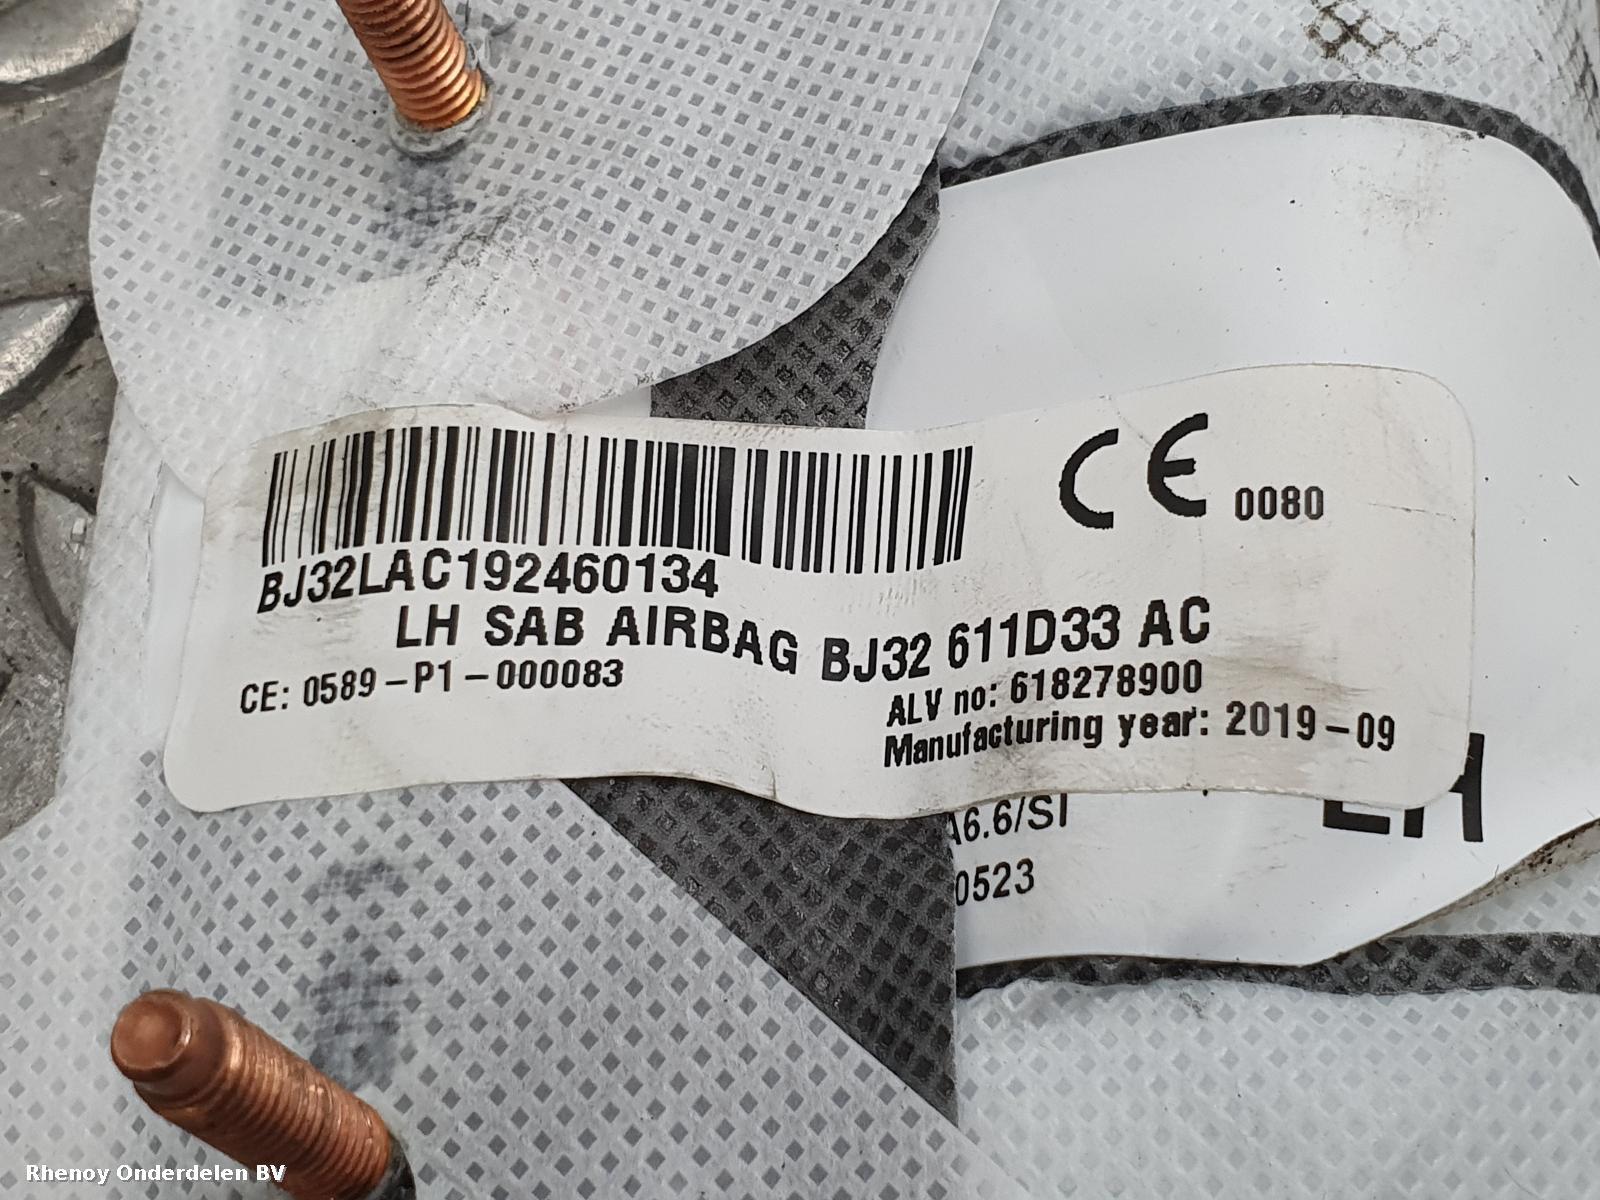 CE 0080
BJ32LAC192460134
LH SAB AIRBAG BJ32 611D33 AC
CE: 0589-P1-000083
ALV no: 618278900
Manufacturing year: 2019-09
LH
A6.6/SI
0523
Rhenoy Onderdelen BV